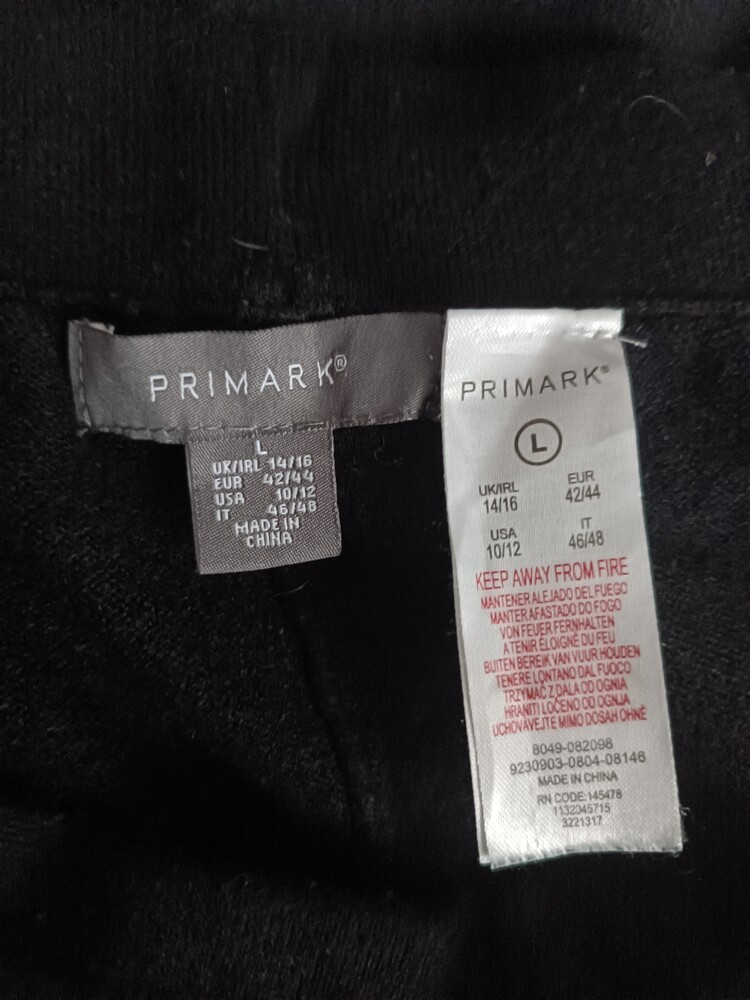 PRIMARK®
L
UK/IRL 14/16
EUR 42/44
USA 10/12
IT 46/48
MADE IN
CHINA
PRIMARK®
L
UK/IRL EUR
14/16 42/44
USA IT
10/12 46/48
KEEP AWAY FROM FIRE
MANTENER ALEJADO DEL FUEGO
MANTER AFASTADO DO FOGO
VON FEUER FERNHALTEN
A TENIR ÉLOIGNÉ DU FEU
BUITEN BEREIK VAN VUUR HOUDEN
TENERE LONTANO DAL FUOCO
TRZYMAĆ Z DALA OD OGNIA
HRANITI LOČENO OD OGNJA
UCHOVÁVEJTE MIMO DOSAH OHNĚ
8049-082098
9230903-0804-08146
MADE IN CHINA
RN CODE:145478
1132045715
3221317